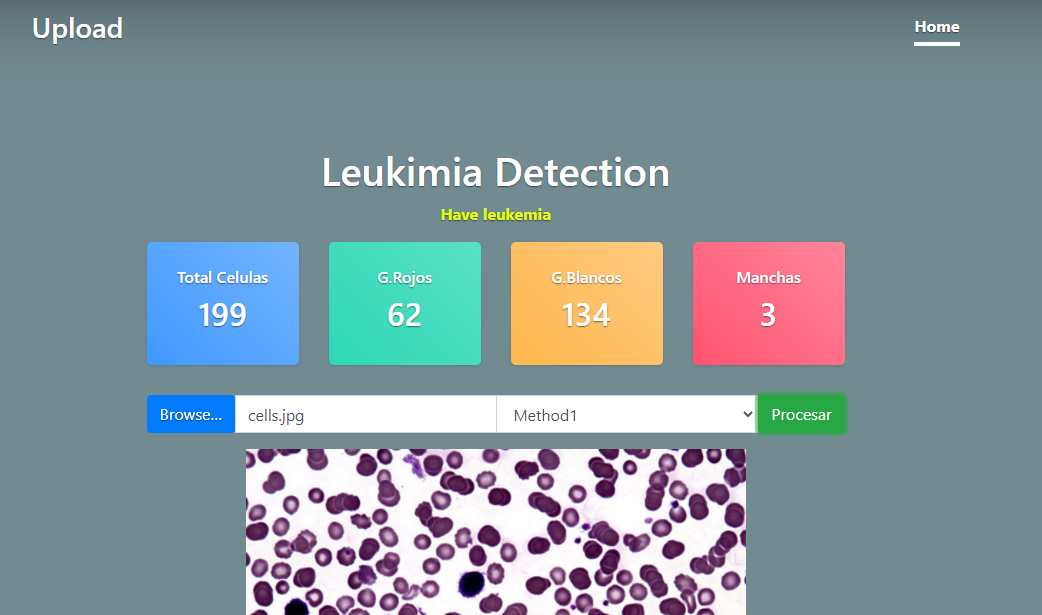 Upload
Home
Leukimia Detection
Have leukemia
Total Celulas
199
G.Rojos
62
G.Blancos
134
Manchas
3
Browse... cells.jpg Method1 Procesar